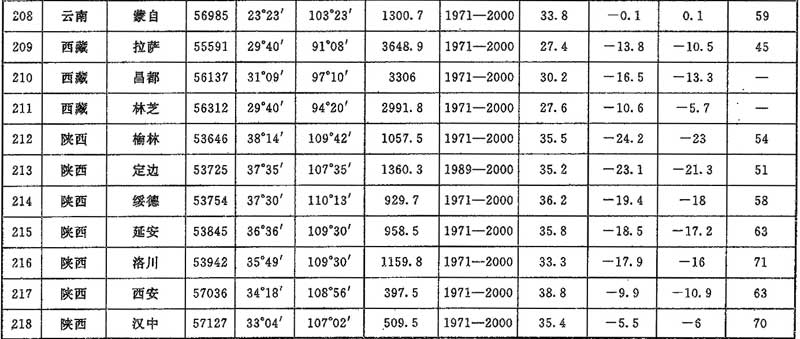 208 云南 蒙自 56985 23°23′ 103°23′ 1300.7 1971—2000 33.8 -0.1 0.1 59
209 西藏 拉萨 55591 29°40′ 91°08′ 3648.9 1971—2000 27.4 -13.8 -10.5 45
210 西藏 昌都 56137 31°09′ 97°10′ 3306 1971—2000 30.2 -16.5 -13.3 —
211 西藏 林芝 56312 29°40′ 94°20′ 2991.8 1971—2000 27.6 -10.6 -5.7 —
212 陕西 榆林 53646 38°14′ 109°42′ 1057.5 1971—2000 35.5 -24.2 -23 54
213 陕西 定边 53725 37°35′ 107°35′ 1360.3 1989—2000 35.2 -23.1 -21.3 51
214 陕西 绥德 53754 37°30′ 110°13′ 929.7 1971—2000 36.2 -19.4 -18 58
215 陕西 延安 53845 36°36′ 109°30′ 958.5 1971—2000 35.8 -18.5 -17.2 63
216 陕西 洛川 53942 35°49′ 109°30′ 1159.8 1971—2000 33.3 -17.9 -16 71
217 陕西 西安 57036 34°18′ 108°56′ 397.5 1971—2000 38.8 -9.9 -10.9 63
218 陕西 汉中 57127 33°04′ 107°02′ 509.5 1971—2000 35.4 -5.5 -6 70